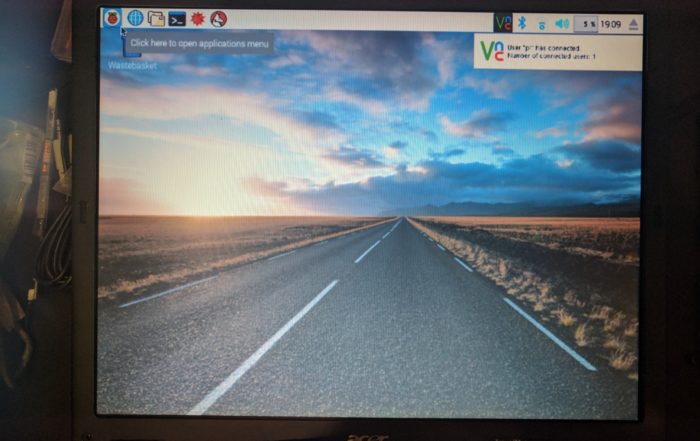 5 %
19:09
Click here to open applications menu
Wastebasket
VNC
User "pi" has connected.
Number of connected users: 1
acer